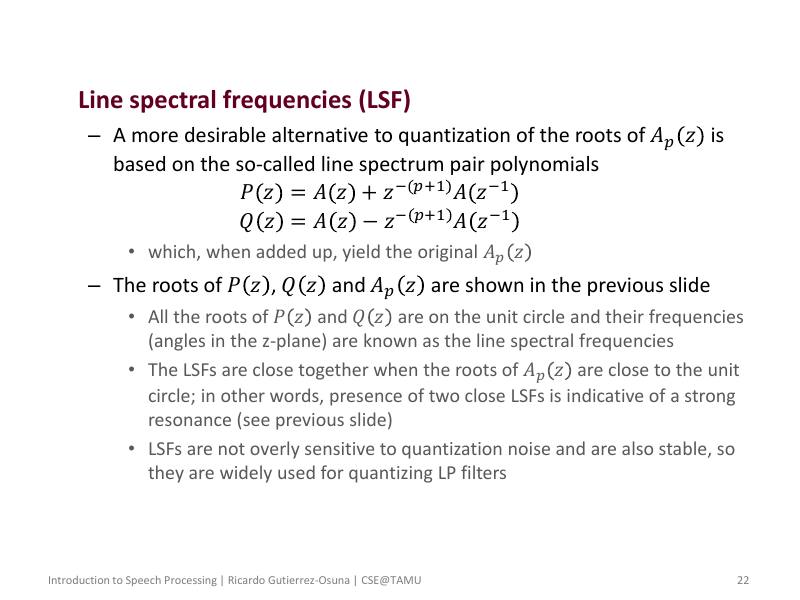 Line spectral frequencies (LSF)
– A more desirable alternative to quantization of the roots of 𝐴ₚ(𝑧) is
based on the so-called line spectrum pair polynomials
𝑃(𝑧) = 𝐴(𝑧) + 𝑧^{−(𝑝+1)}𝐴(𝑧^{−1})
𝑄(𝑧) = 𝐴(𝑧) − 𝑧^{−(𝑝+1)}𝐴(𝑧^{−1})
• which, when added up, yield the original 𝐴ₚ(𝑧)
– The roots of 𝑃(𝑧), 𝑄(𝑧) and 𝐴ₚ(𝑧) are shown in the previous slide
• All the roots of 𝑃(𝑧) and 𝑄(𝑧) are on the unit circle and their frequencies
(angles in the z-plane) are known as the line spectral frequencies
• The LSFs are close together when the roots of 𝐴ₚ(𝑧) are close to the unit
circle; in other words, presence of two close LSFs is indicative of a strong
resonance (see previous slide)
• LSFs are not overly sensitive to quantization noise and are also stable, so
they are widely used for quantizing LP filters
Introduction to Speech Processing | Ricardo Gutierrez-Osuna | CSE@TAMU 22